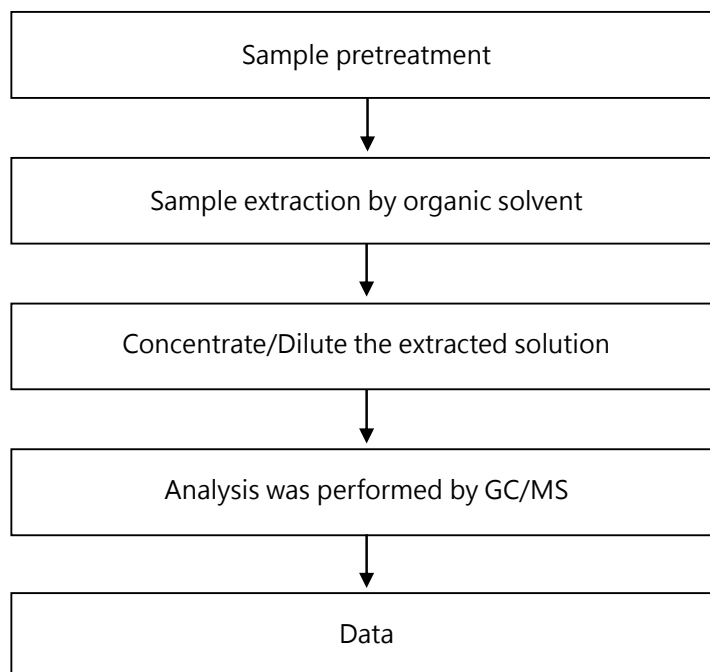 Sample pretreatment
Sample extraction by organic solvent
Concentrate/Dilute the extracted solution
Analysis was performed by GC/MS
Data